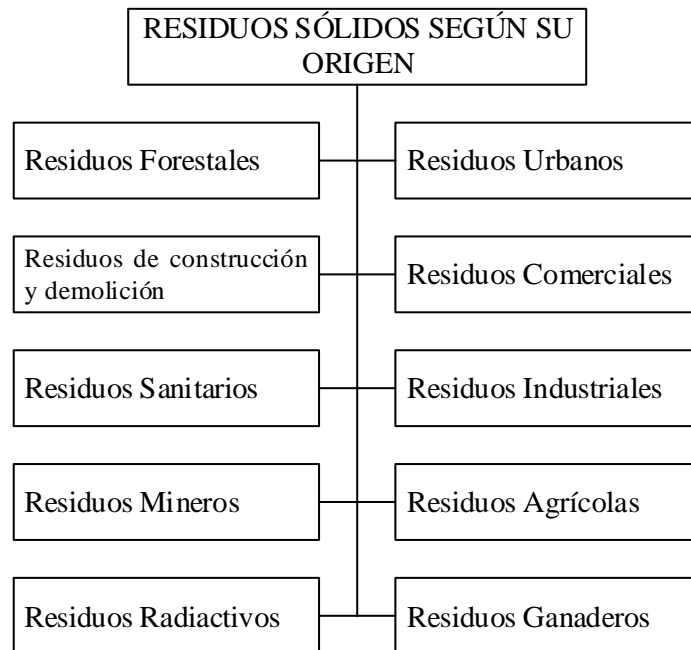 RESIDUOS SÓLIDOS SEGÚN SU
ORIGEN
Residuos Forestales
Residuos Urbanos
Residuos de construcción
y demolición
Residuos Comerciales
Residuos Sanitarios
Residuos Industriales
Residuos Mineros
Residuos Agrícolas
Residuos Radiactivos
Residuos Ganaderos